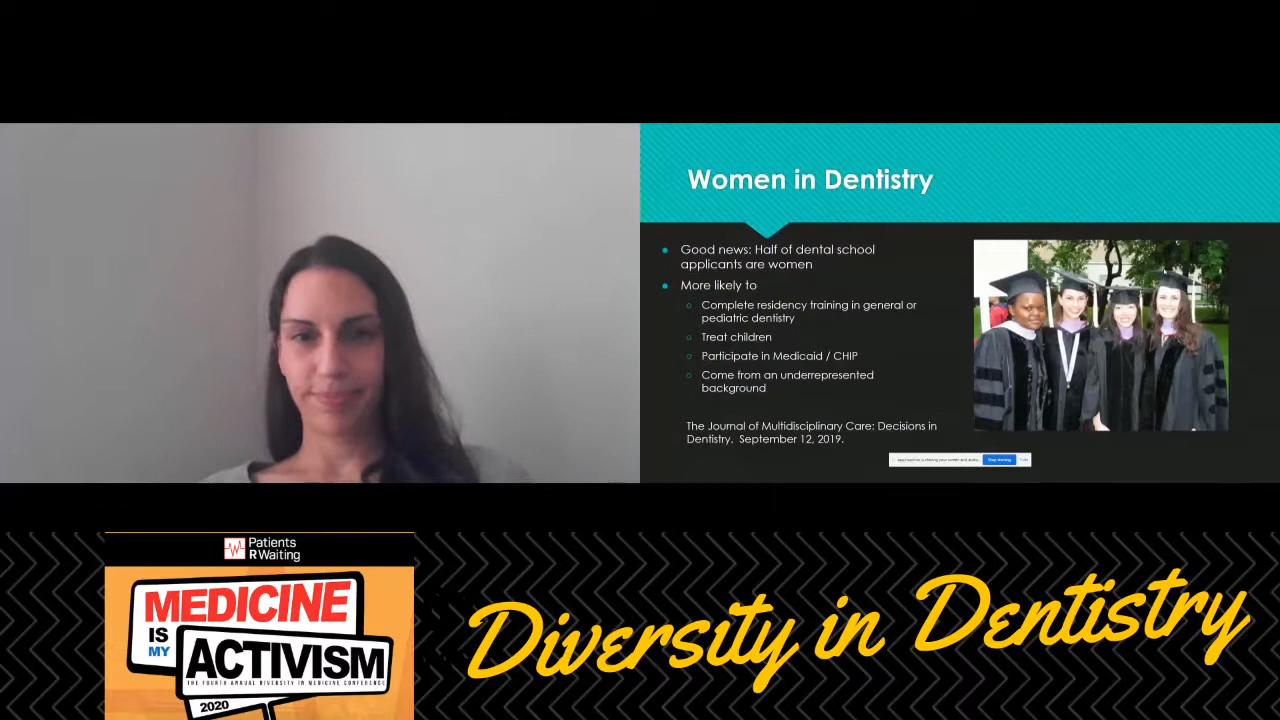 Women in Dentistry
Good news: Half of dental school
applicants are women
More likely to
Complete residency training in general or
pediatric dentistry
Treat children
Participate in Medicaid / CHIP
Come from an underrepresented
background
The Journal of Multidisciplinary Care: Decisions in
Dentistry. September 12, 2019.
Stop sharing
Patients
R Waiting
MEDICINE
IS
MY
ACTIVISM
THE FOURTH ANNUAL DIVERSITY IN MEDICINE CONFERENCE
2020
Diversity in Dentistry